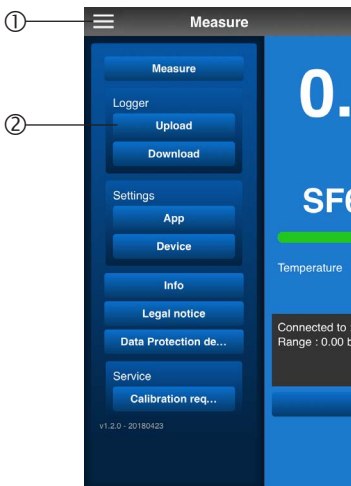 ① Measure
Measure
0.
Logger
② Upload
Download
SF6
Settings
App
Device
Temperature
Info
Legal notice
Connected to :
Data Protection de...
Range : 0.00 b
Service
Calibration req...
v1.2.0 - 20180423